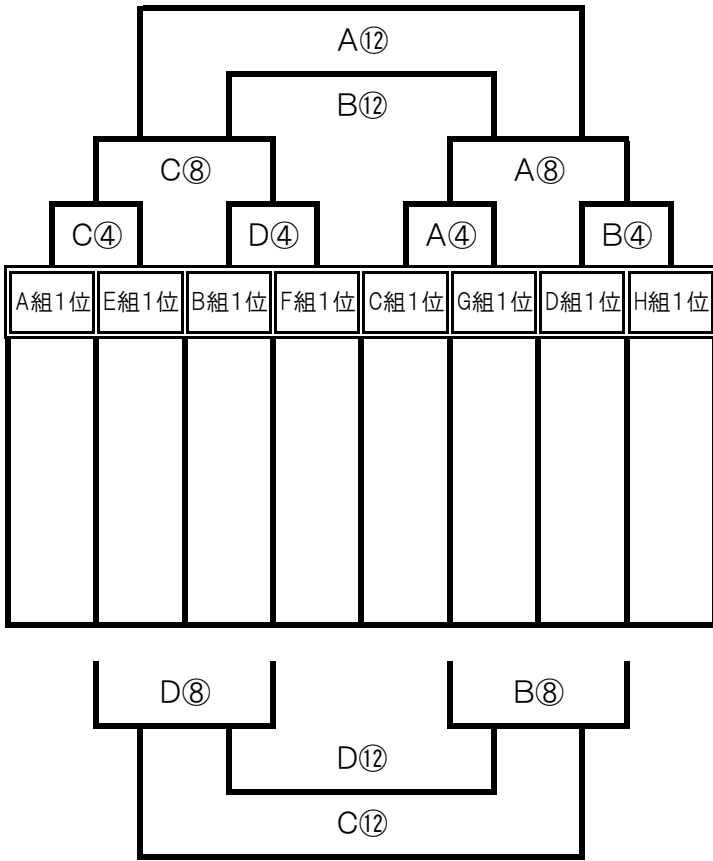 A⑫
B⑫
C⑧ A⑧
C④ D④ A④ B④
A組1位 E組1位 B組1位 F組1位 C組1位 G組1位 D組1位 H組1位
D⑧ B⑧
D⑫
C⑫